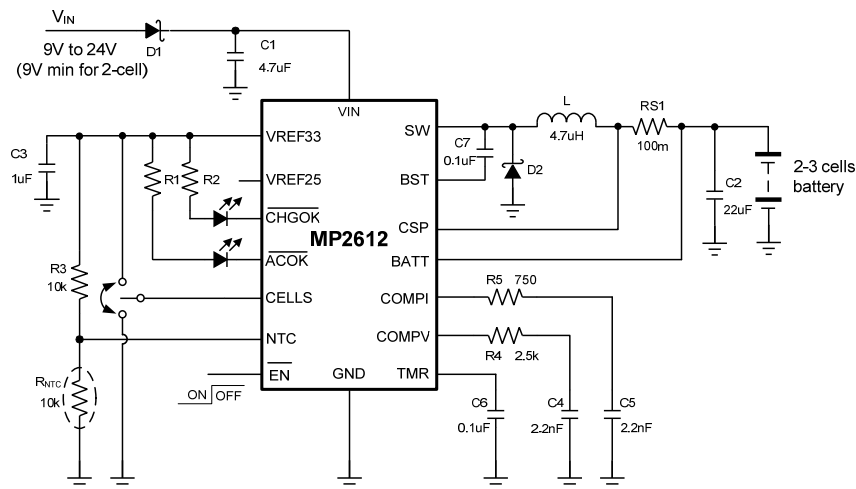 VIN
9V to 24V
(9V min for 2-cell)
D1
C1
4.7uF
VIN
VREF33
VREF25
CHGOK
ACOK
CELLS
NTC
EN
GND
MP2612
SW
BST
CSP
BATT
COMPI
COMPV
TMR
C3
1uF
R1
R2
R3
10k
RNTC
10k
ON
OFF
C7
0.1uF
D2
L
4.7uH
RS1
100m
C2
22uF
2-3 cells
battery
R5 750
R4 2.5k
C6
0.1uF
C4
2.2nF
C5
2.2nF